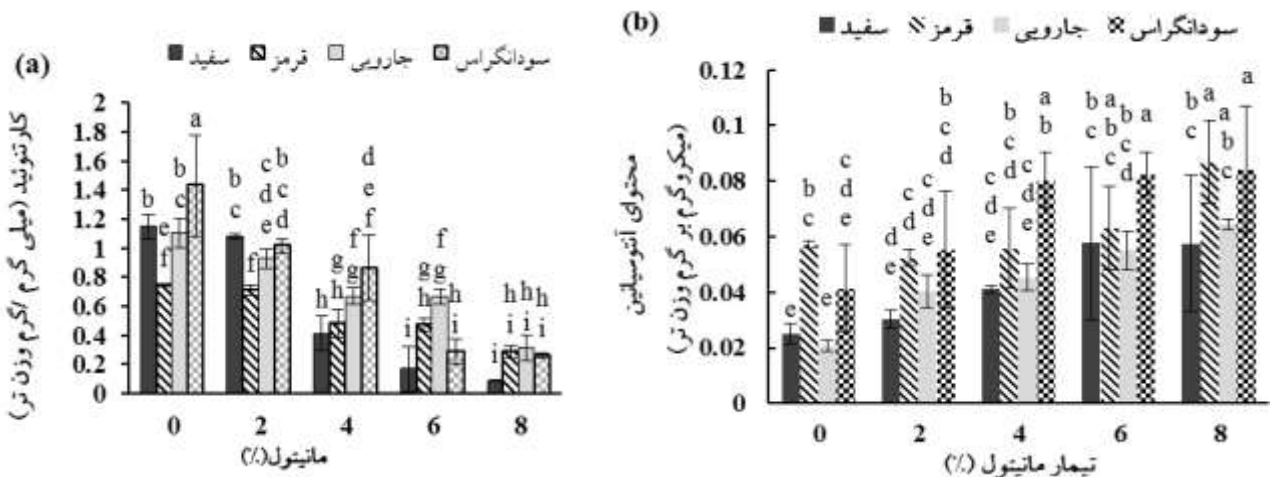 (a)
سفید قرمز جارویی سودانگراس
کارتنوئید (میلی گرم /گرم وزن تر)
2
1.8
1.6
1.4
1.2
1
0.8
0.6
0.4
0.2
0
b e f b c a
b c f c d e b c d
h g h f g d e f
i g h f g h i
i h i h i h i
0 2 4 6 8
مانیتول(٪)
(b)
سفید قرمز جارویی سودانگراس
محتوای آنتوسیانین
(میکروگرم بر گرم وزن تر)
0.12
0.1
0.08
0.06
0.04
0.02
0
e b c e c d e
d e c d c d e b c d
c d e b c d c d e a b
b c a b c b c d a
b c a a b c a
0 2 4 6 8
تیمار مانیتول (٪)